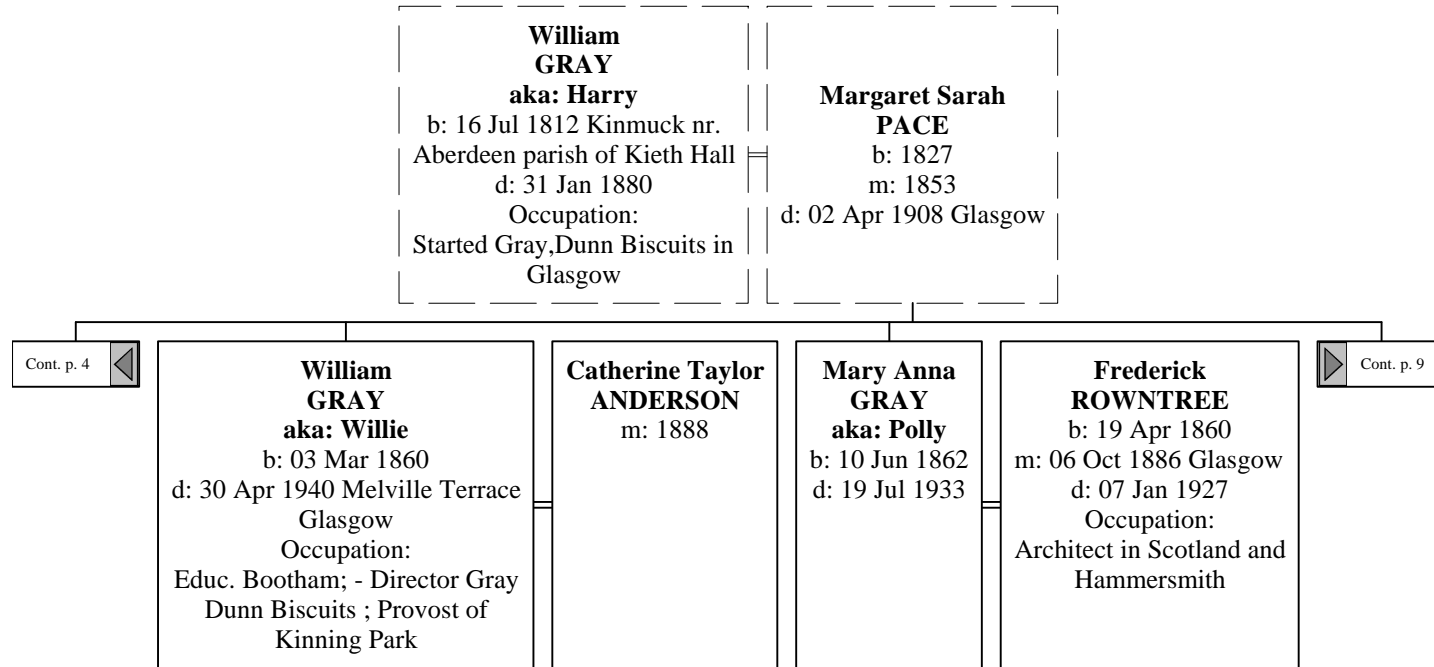 William
GRAY
aka: Harry
b: 16 Jul 1812 Kinmuck nr.
Aberdeen parish of Kieth Hall
d: 31 Jan 1880
Occupation:
Started Gray,Dunn Biscuits in
Glasgow
Margaret Sarah
PACE
b: 1827
m: 1853
d: 02 Apr 1908 Glasgow
Cont. p. 4
William
GRAY
aka: Willie
b: 03 Mar 1860
d: 30 Apr 1940 Melville Terrace
Glasgow
Occupation:
Educ. Bootham; - Director Gray
Dunn Biscuits ; Provost of
Kinning Park
Catherine Taylor
ANDERSON
m: 1888
Mary Anna
GRAY
aka: Polly
b: 10 Jun 1862
d: 19 Jul 1933
Frederick
ROWNTREE
b: 19 Apr 1860
m: 06 Oct 1886 Glasgow
d: 07 Jan 1927
Occupation:
Architect in Scotland and
Hammersmith
Cont. p. 9